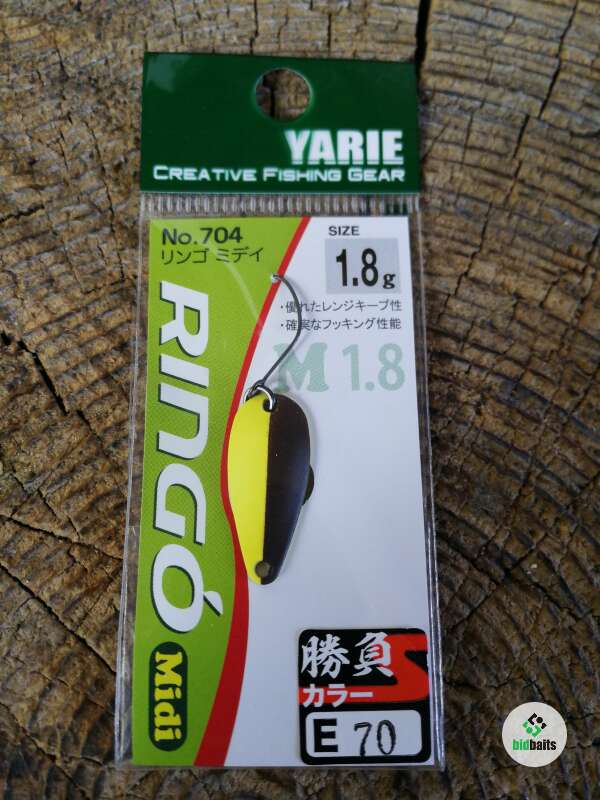 YARIE
CREATIVE FISHING GEAR
No.704
リンゴ ミディ
SIZE
1.8g
・優れたレンジキープ性
・確実なフッキング性能
M 1.8
RINGO
Midi
勝負
カラーS
E 70
bidbaits